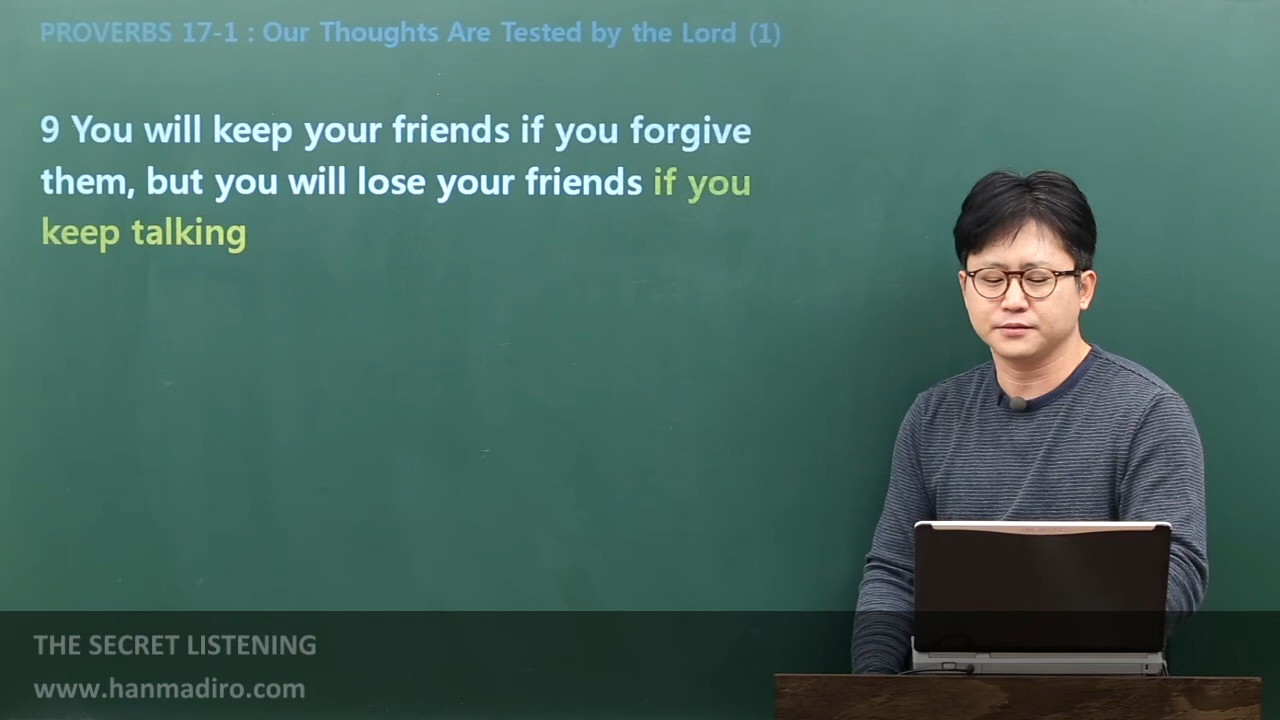 PROVERBS 17-1 : Our Thoughts Are Tested by the Lord (1)
9 You will keep your friends if you forgive
them, but you will lose your friends if you
keep talking
THE SECRET LISTENING
www.hanmadiro.com